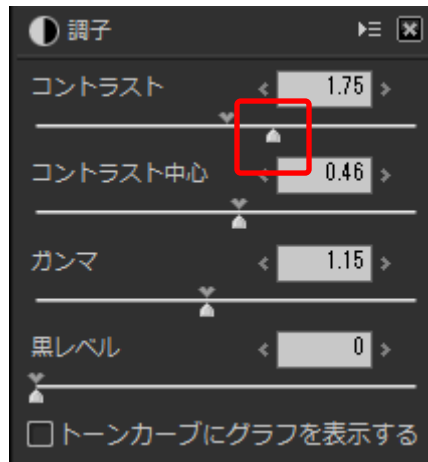 調子
コントラスト 1.75
コントラスト中心 0.46
ガンマ 1.15
黒レベル 0
トーンカーブにグラフを表示する